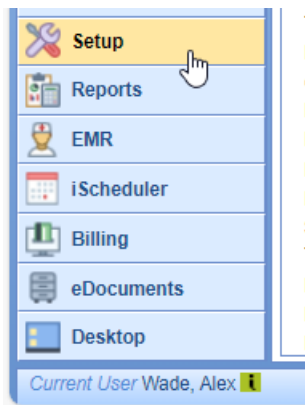 Setup
Reports
EMR
iScheduler
Billing
eDocuments
Desktop
Current User Wade, Alex i